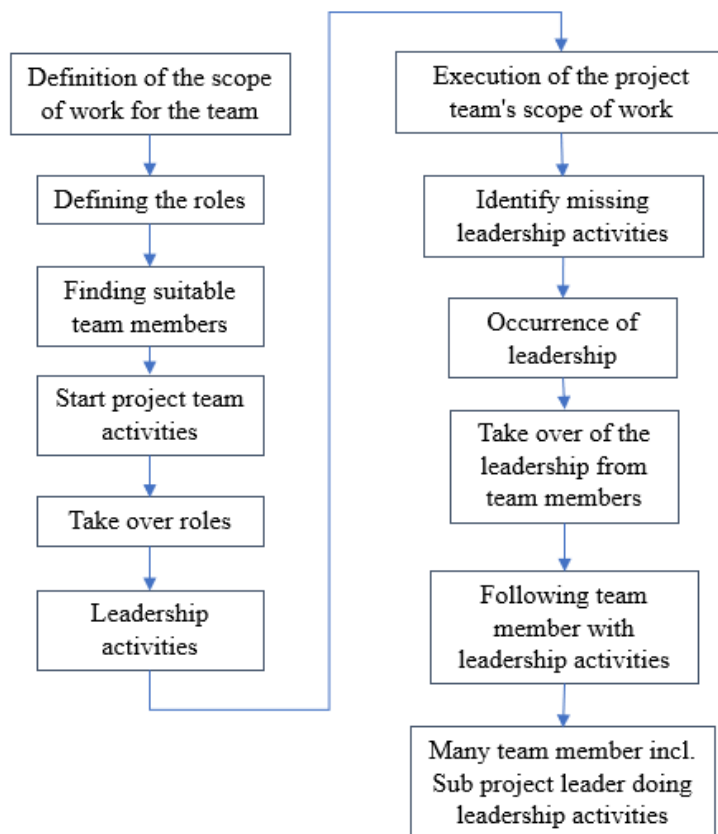 Definition of the scope
of work for the team
Defining the roles
Finding suitable
team members
Start project team
activities
Take over roles
Leadership
activities
Execution of the project
team's scope of work
Identify missing
leadership activities
Occurrence of
leadership
Take over of the
leadership from
team members
Following team
member with
leadership activities
Many team member incl.
Sub project leader doing
leadership activities